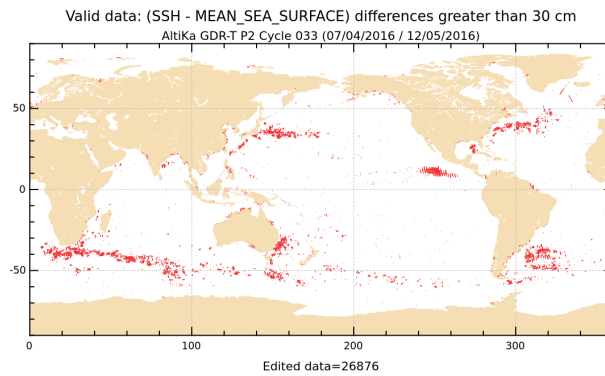 Valid data: (SSH - MEAN_SEA_SURFACE) differences greater than 30 cm
AltiKa GDR-T P2 Cycle 033 (07/04/2016 / 12/05/2016)
50
0
-50
0
100
200
300
Edited data=26876